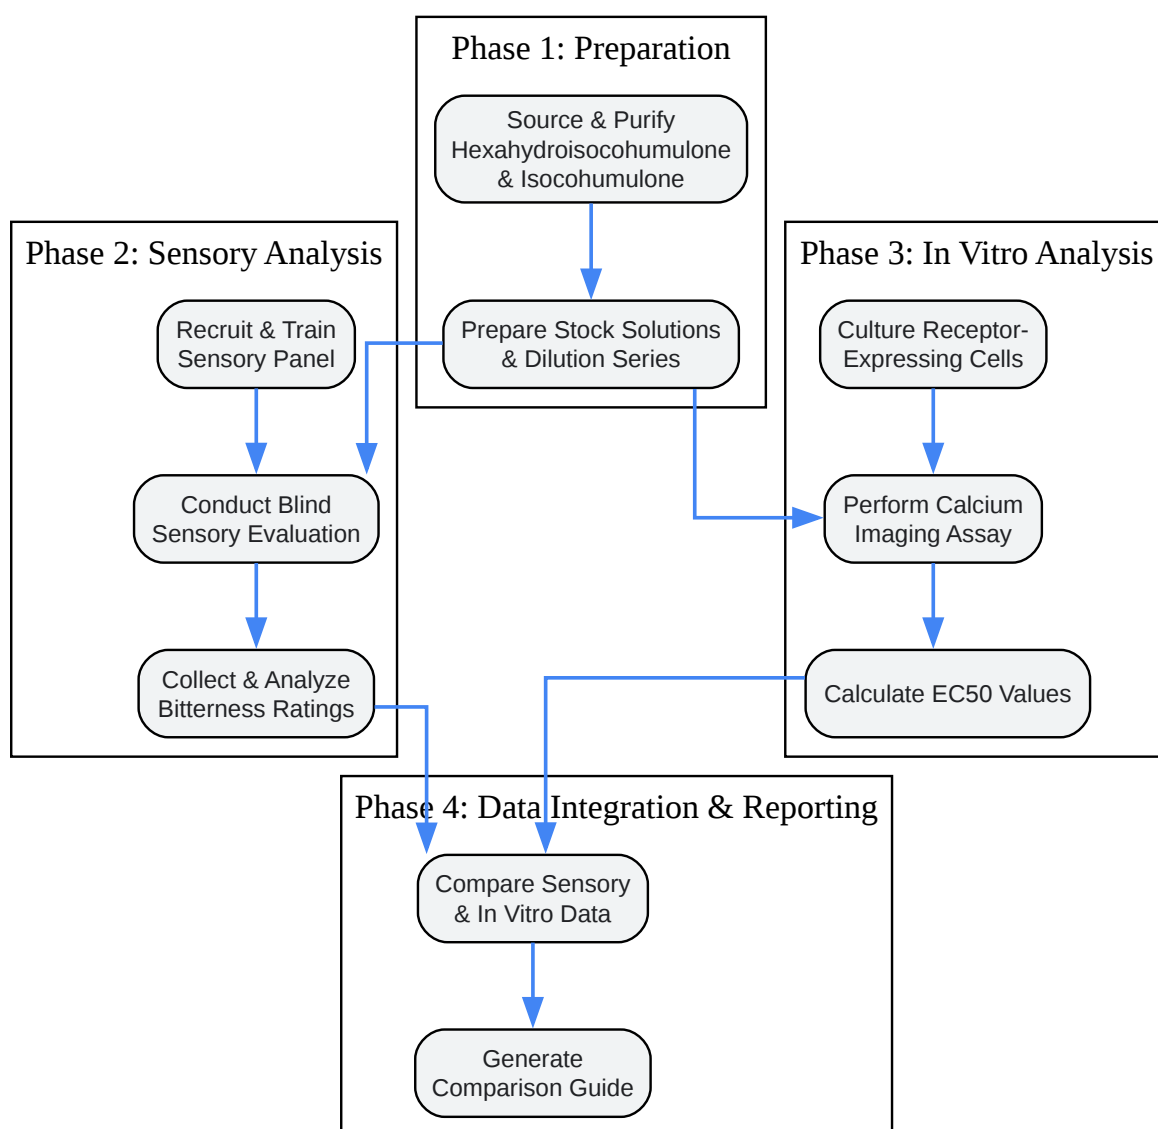 Phase 1: Preparation
Source & Purify
Hexahydroisocohumulone
& Isocohumulone
Prepare Stock Solutions
& Dilution Series
Phase 2: Sensory Analysis
Recruit & Train
Sensory Panel
Conduct Blind
Sensory Evaluation
Collect & Analyze
Bitterness Ratings
Phase 3: In Vitro Analysis
Culture Receptor-
Expressing Cells
Perform Calcium
Imaging Assay
Calculate EC50 Values
Phase 4: Data Integration & Reporting
Compare Sensory
& In Vitro Data
Generate
Comparison Guide